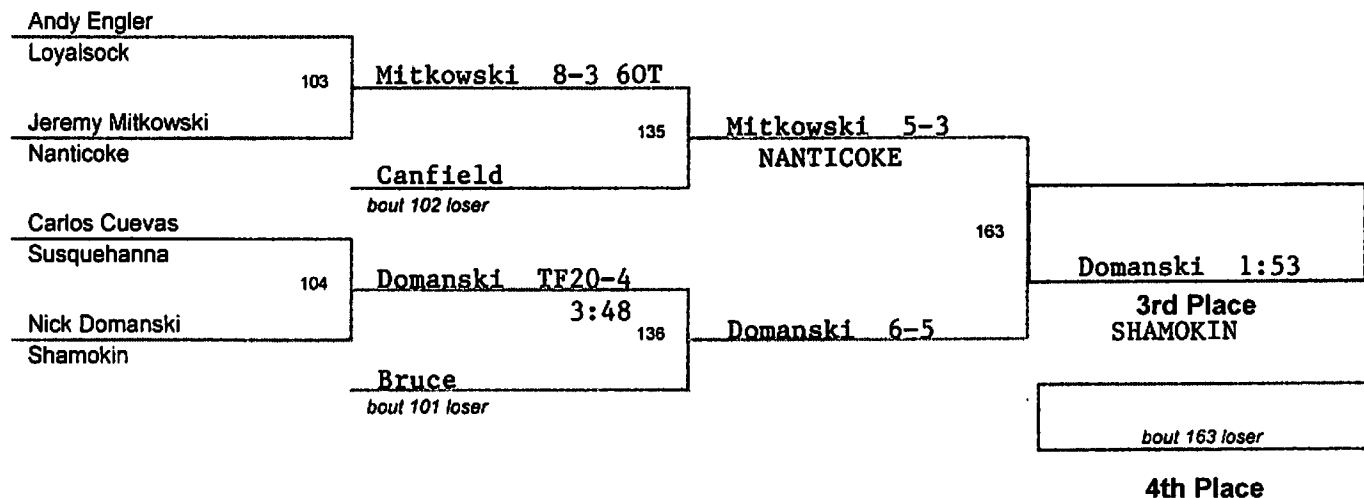 Andy Engler
Loyalsock
103
Mitkowski 8-3 6OT
Jeremy Mitkowski
Nanticoke
135
Mitkowski 5-3
NANTICOKE
Canfield
bout 102 loser
Carlos Cuevas
Susquehanna
163
104
Domanski TF20-4
3:48
Domanski 1:53
3rd Place
SHAMOKIN
Nick Domanski
Shamokin
136
Domanski 6-5
Bruce
bout 101 loser
bout 163 loser
4th Place